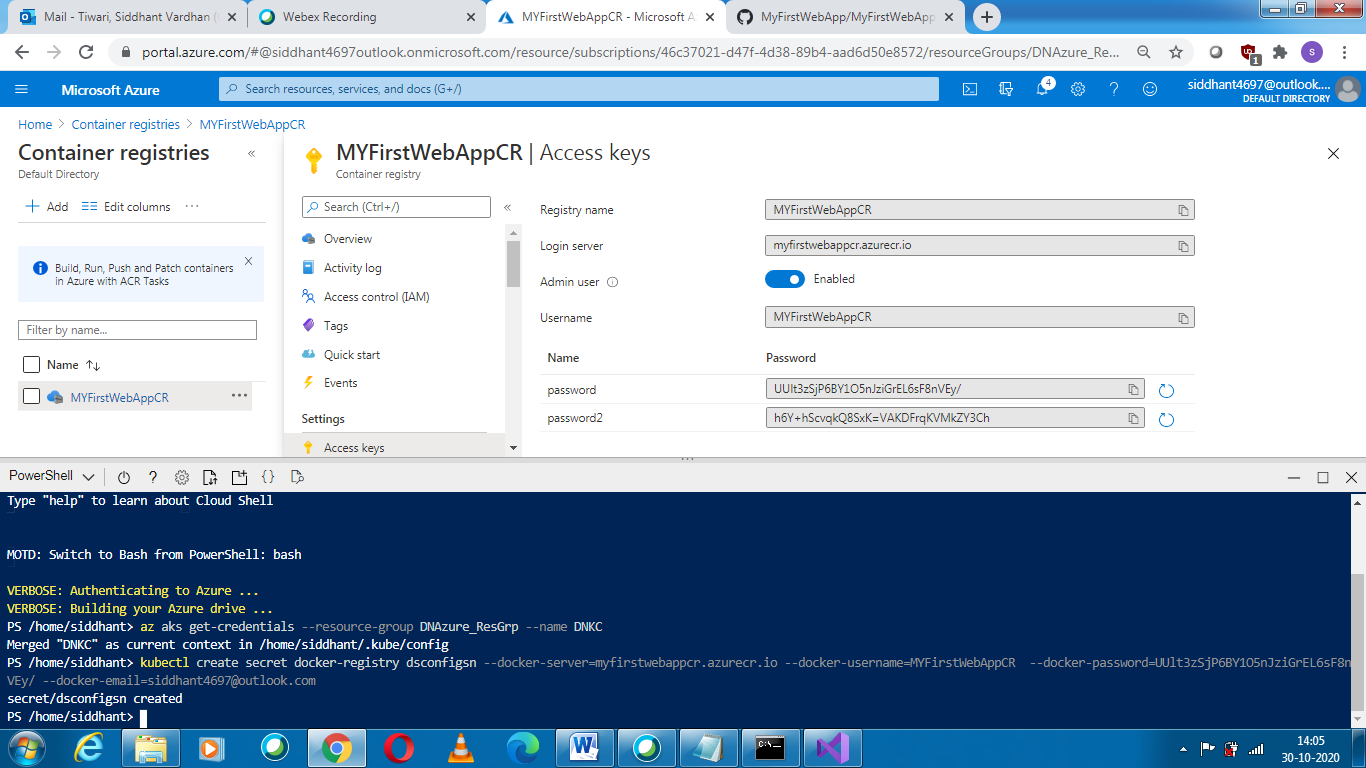 Mail - Tiwari, Siddhant Vardhan (
Webex Recording
MYFirstWebAppCR - Microsoft A
MyFirstWebApp/MyFirstWebApp
portal.azure.com/#@siddhant4697outlook.onmicrosoft.com/resource/subscriptions/46c37021-d47f-4d38-89b4-aad6d50e8572/resourceGroups/DNAzure_Re...
1
S
Microsoft Azure
Search resources, services, and docs (G+/)
4
siddhant4697@outlook....
DEFAULT DIRECTORY
Home > Container registries > MYFirstWebAppCR
Container registries
Default Directory
Add
Edit columns
Build, Run, Push and Patch containers
in Azure with ACR Tasks
Filter by name...
Name
MYFirstWebAppCR
MYFirstWebAppCR | Access keys
Container registry
Search (Ctrl+/)
Overview
Activity log
Access control (IAM)
Tags
Quick start
Events
Settings
Access keys
Registry name
MYFirstWebAppCR
Login server
myfirstwebappcr.azurecr.io
Admin user
Enabled
Username
MYFirstWebAppCR
Name
Password
password
UUIt3zSjP6BY1O5nJziGrEL6sF8nVEy/
password2
h6Y+hScvqkQ8SxK=VAKDFrqKVMkZY3Ch
PowerShell
Type "help" to learn about Cloud Shell
MOTD: Switch to Bash from PowerShell: bash
VERBOSE: Authenticating to Azure ...
VERBOSE: Building your Azure drive ...
PS /home/siddhant> az aks get-credentials --resource-group DNAzure_ResGrp --name DNKC
Merged "DNKC" as current context in /home/siddhant/.kube/config
PS /home/siddhant> kubectl create secret docker-registry dsconfigsn --docker-server=myfirstwebappcr.azurecr.io --docker-username=MYFirstWebAppCR  --docker-password=UUlt3zSjP6BY1O5nJziGrEL6sF8n
VEy/ --docker-email=siddhant4697@outlook.com
secret/dsconfigsn created
PS /home/siddhant>
14:05
30-10-2020